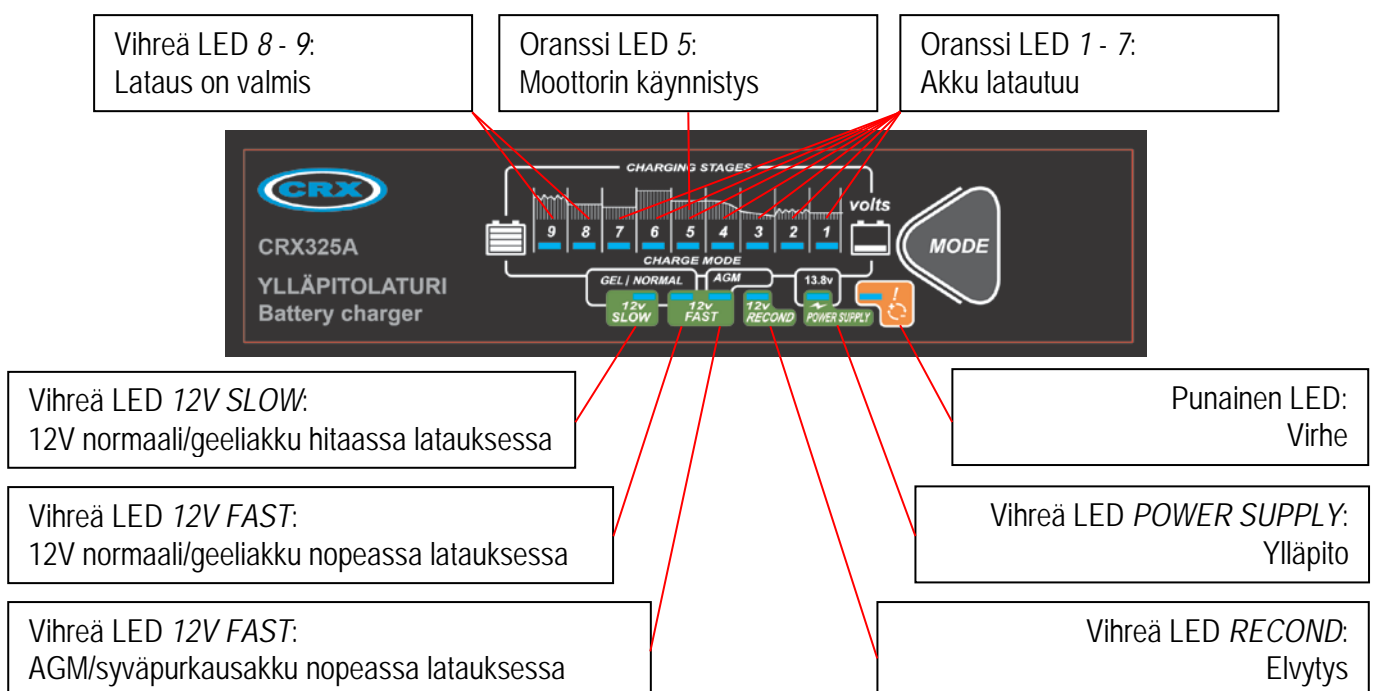 Vihreä LED 8 - 9:
Lataus on valmis
Oranssi LED 5:
Moottorin käynnistys
Oranssi LED 1 - 7:
Akku latautuu
CRX
CHARGING STAGES
volts
9 8 7 6 5 4 3 2 1
MODE
CRX325A
CHARGE MODE
YLLÄPITOLATURI
Battery charger
GEL / NORMAL AGM 13.8v !
12v SLOW
12v FAST
12v RECOND
POWER SUPPLY
Vihreä LED 12V SLOW:
12V normaali/geeliakku hitaassa latauksessa
Punainen LED:
Virhe
Vihreä LED 12V FAST:
12V normaali/geeliakku nopeassa latauksessa
Vihreä LED POWER SUPPLY:
Ylläpito
Vihreä LED 12V FAST:
AGM/syväpurkausakku nopeassa latauksessa
Vihreä LED RECOND:
Elvytys